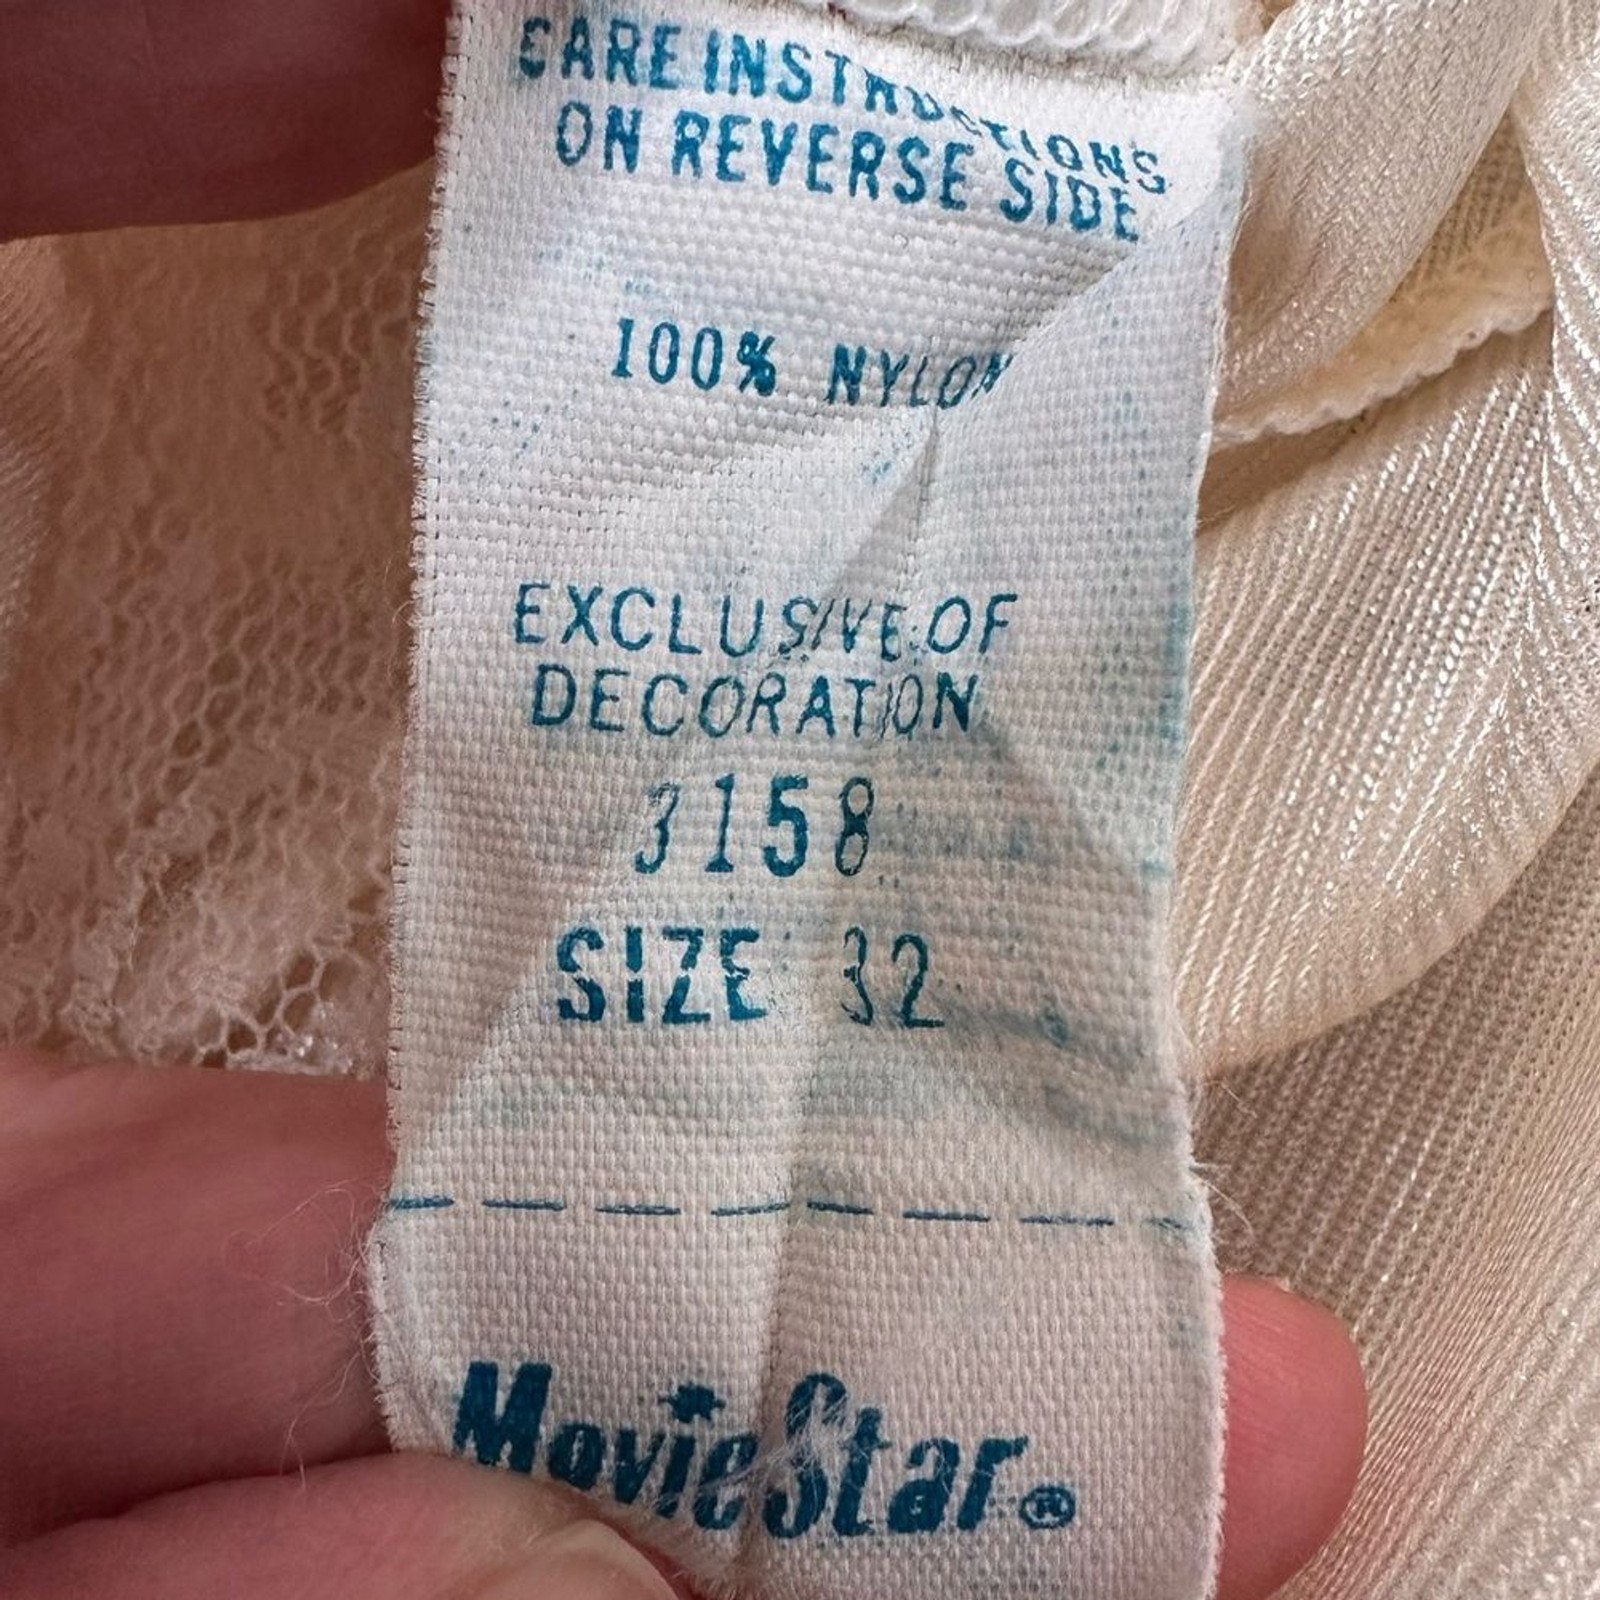 CARE INSTRUCTIONS
ON REVERSE SIDE
100% NYLON
EXCLUSIVE OF
DECORATION
3158
SIZE 32
MovieStar®